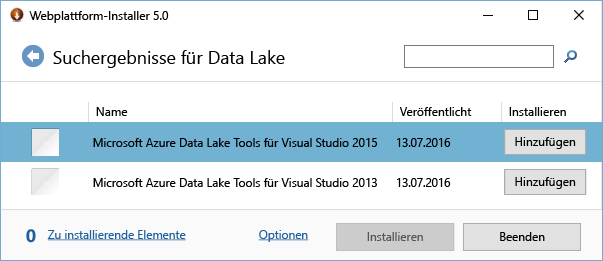 Webplattform-Installer 5.0
Suchergebnisse für Data Lake
Name Veröffentlicht Installieren
Microsoft Azure Data Lake Tools für Visual Studio 2015 13.07.2016 Hinzufügen
Microsoft Azure Data Lake Tools für Visual Studio 2013 13.07.2016 Hinzufügen
0 Zu installierende Elemente Optionen Installieren Beenden